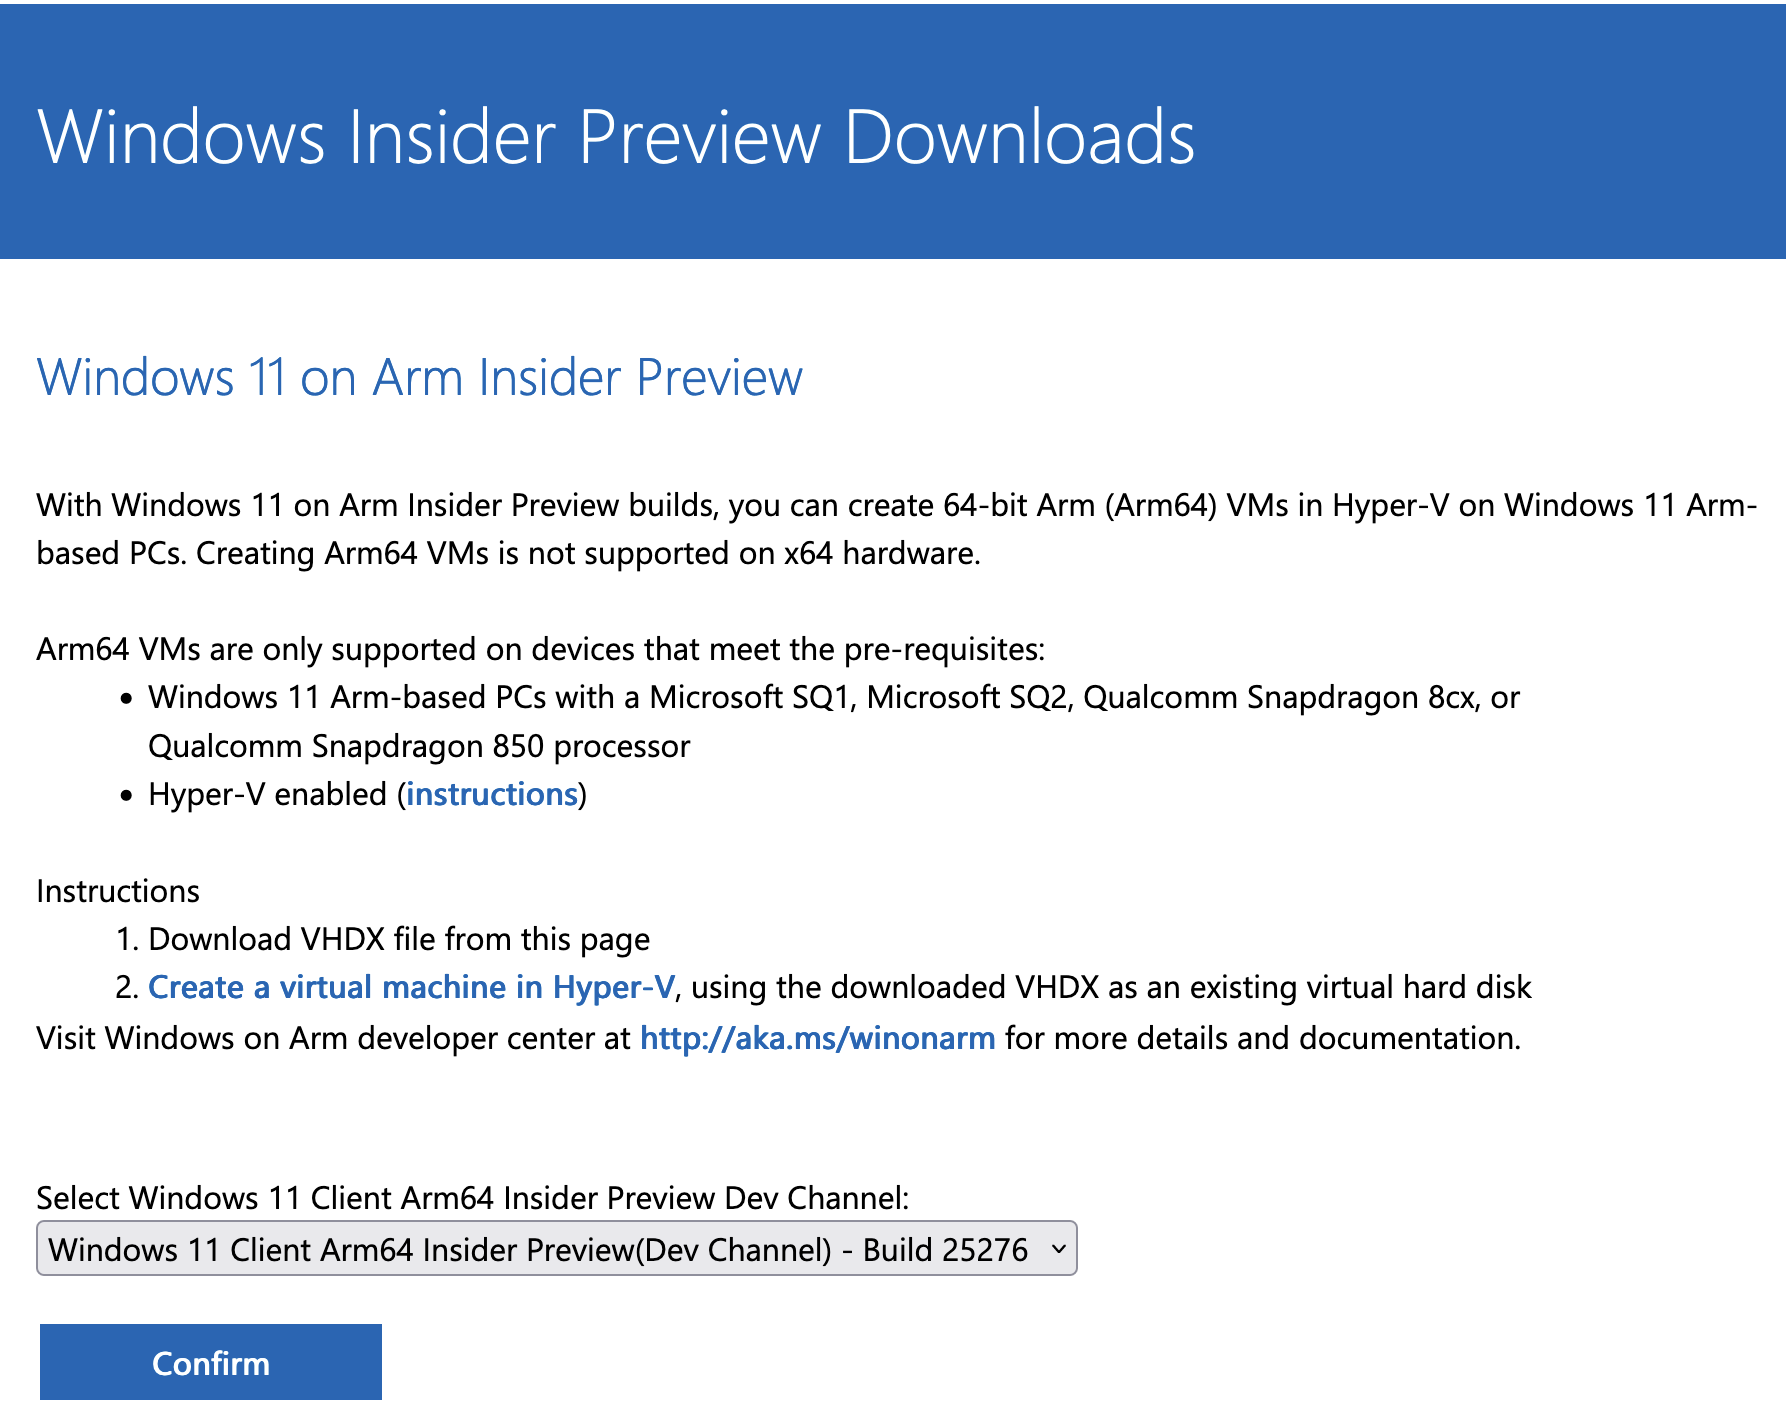 Windows Insider Preview Downloads
Windows 11 on Arm Insider Preview
With Windows 11 on Arm Insider Preview builds, you can create 64-bit Arm (Arm64) VMs in Hyper-V on Windows 11 Arm-
based PCs. Creating Arm64 VMs is not supported on x64 hardware.
Arm64 VMs are only supported on devices that meet the pre-requisites:
• Windows 11 Arm-based PCs with a Microsoft SQ1, Microsoft SQ2, Qualcomm Snapdragon 8cx, or
Qualcomm Snapdragon 850 processor
• Hyper-V enabled (instructions)
Instructions
1. Download VHDX file from this page
2. Create a virtual machine in Hyper-V, using the downloaded VHDX as an existing virtual hard disk
Visit Windows on Arm developer center at http://aka.ms/winonarm for more details and documentation.
Select Windows 11 Client Arm64 Insider Preview Dev Channel:
Windows 11 Client Arm64 Insider Preview(Dev Channel) - Build 25276
Confirm